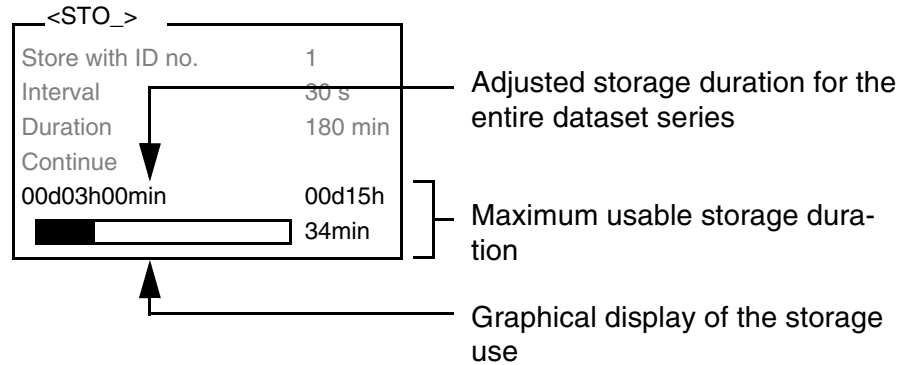 <STO_>
Store with ID no. 1
Interval 30 s
Duration 180 min
Continue
00d03h00min 00d15h
34min
Adjusted storage duration for the
entire dataset series
Maximum usable storage dura-
tion
Graphical display of the storage
use